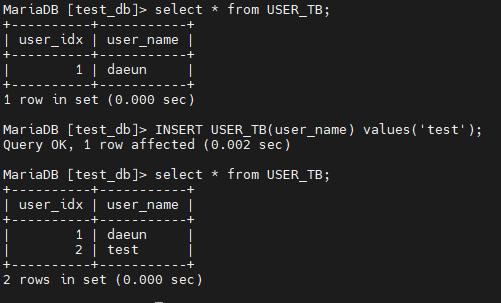 MariaDB [test_db]> select * from USER_TB;
+----------+-----------+
| user_idx | user_name |
+----------+-----------+
|        1 | daeun     |
+----------+-----------+
1 row in set (0.000 sec)
MariaDB [test_db]> INSERT USER_TB(user_name) values('test');
Query OK, 1 row affected (0.002 sec)
MariaDB [test_db]> select * from USER_TB;
+----------+-----------+
| user_idx | user_name |
+----------+-----------+
|        1 | daeun     |
|        2 | test      |
+----------+-----------+
2 rows in set (0.000 sec)